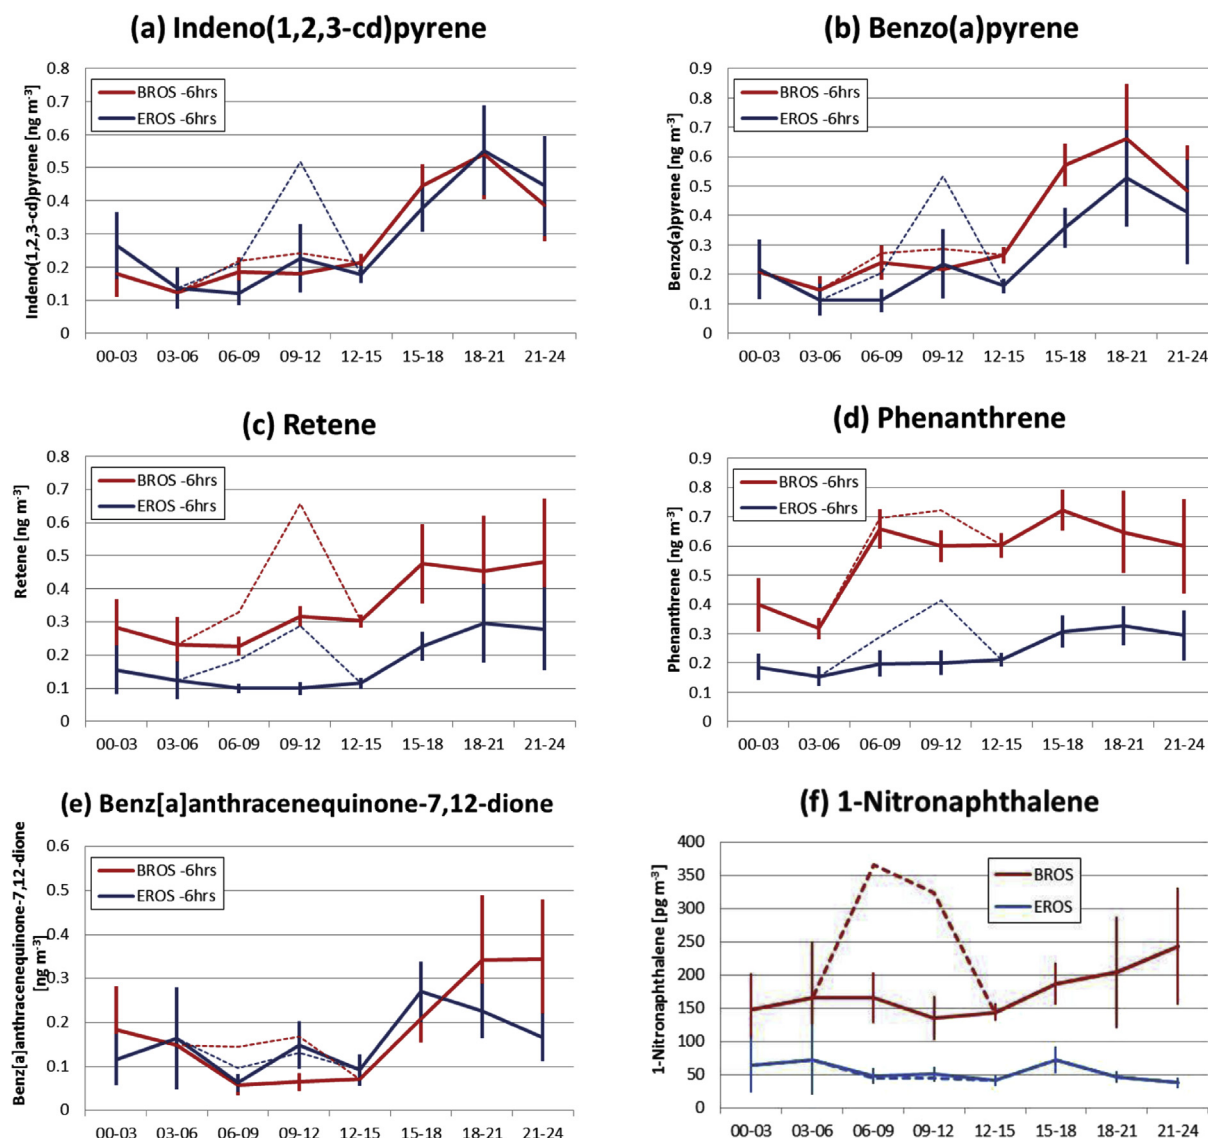 (a) Indeno(1,2,3-cd)pyrene
Indeno(1,2,3-cd)pyrene [ng m-3]
0.8
0.7
0.6
0.5
0.4
0.3
0.2
0.1
0
BROS -6hrs
EROS -6hrs
00-03 03-06 06-09 09-12 12-15 15-18 18-21 21-24
(b) Benzo(a)pyrene
Benzo(a)pyrene [ng m-3]
0.9
0.8
0.7
0.6
0.5
0.4
0.3
0.2
0.1
0
BROS -6hrs
EROS -6hrs
00-03 03-06 06-09 09-12 12-15 15-18 18-21 21-24
(c) Retene
Retene [ng m-3]
0.8
0.7
0.6
0.5
0.4
0.3
0.2
0.1
0
BROS -6hrs
EROS -6hrs
00-03 03-06 06-09 09-12 12-15 15-18 18-21 21-24
(d) Phenanthrene
Phenanthrene [ng m-3]
0.9
0.8
0.7
0.6
0.5
0.4
0.3
0.2
0.1
0
BROS -6hrs
EROS -6hrs
00-03 03-06 06-09 09-12 12-15 15-18 18-21 21-24
(e) Benz[a]anthracenequinone-7,12-dione
Benz[a]anthracenequinone-7,12-dione
[ng m-3]
0.6
0.5
0.4
0.3
0.2
0.1
0
BROS -6hrs
EROS -6hrs
00-03 03-06 06-09 09-12 12-15 15-18 18-21 21-24
(f) 1-Nitronaphthalene
1-Nitronaphthalene [pg m-3]
400
350
300
250
200
150
100
50
0
BROS
EROS
00-03 03-06 06-09 09-12 12-15 15-18 18-21 21-24